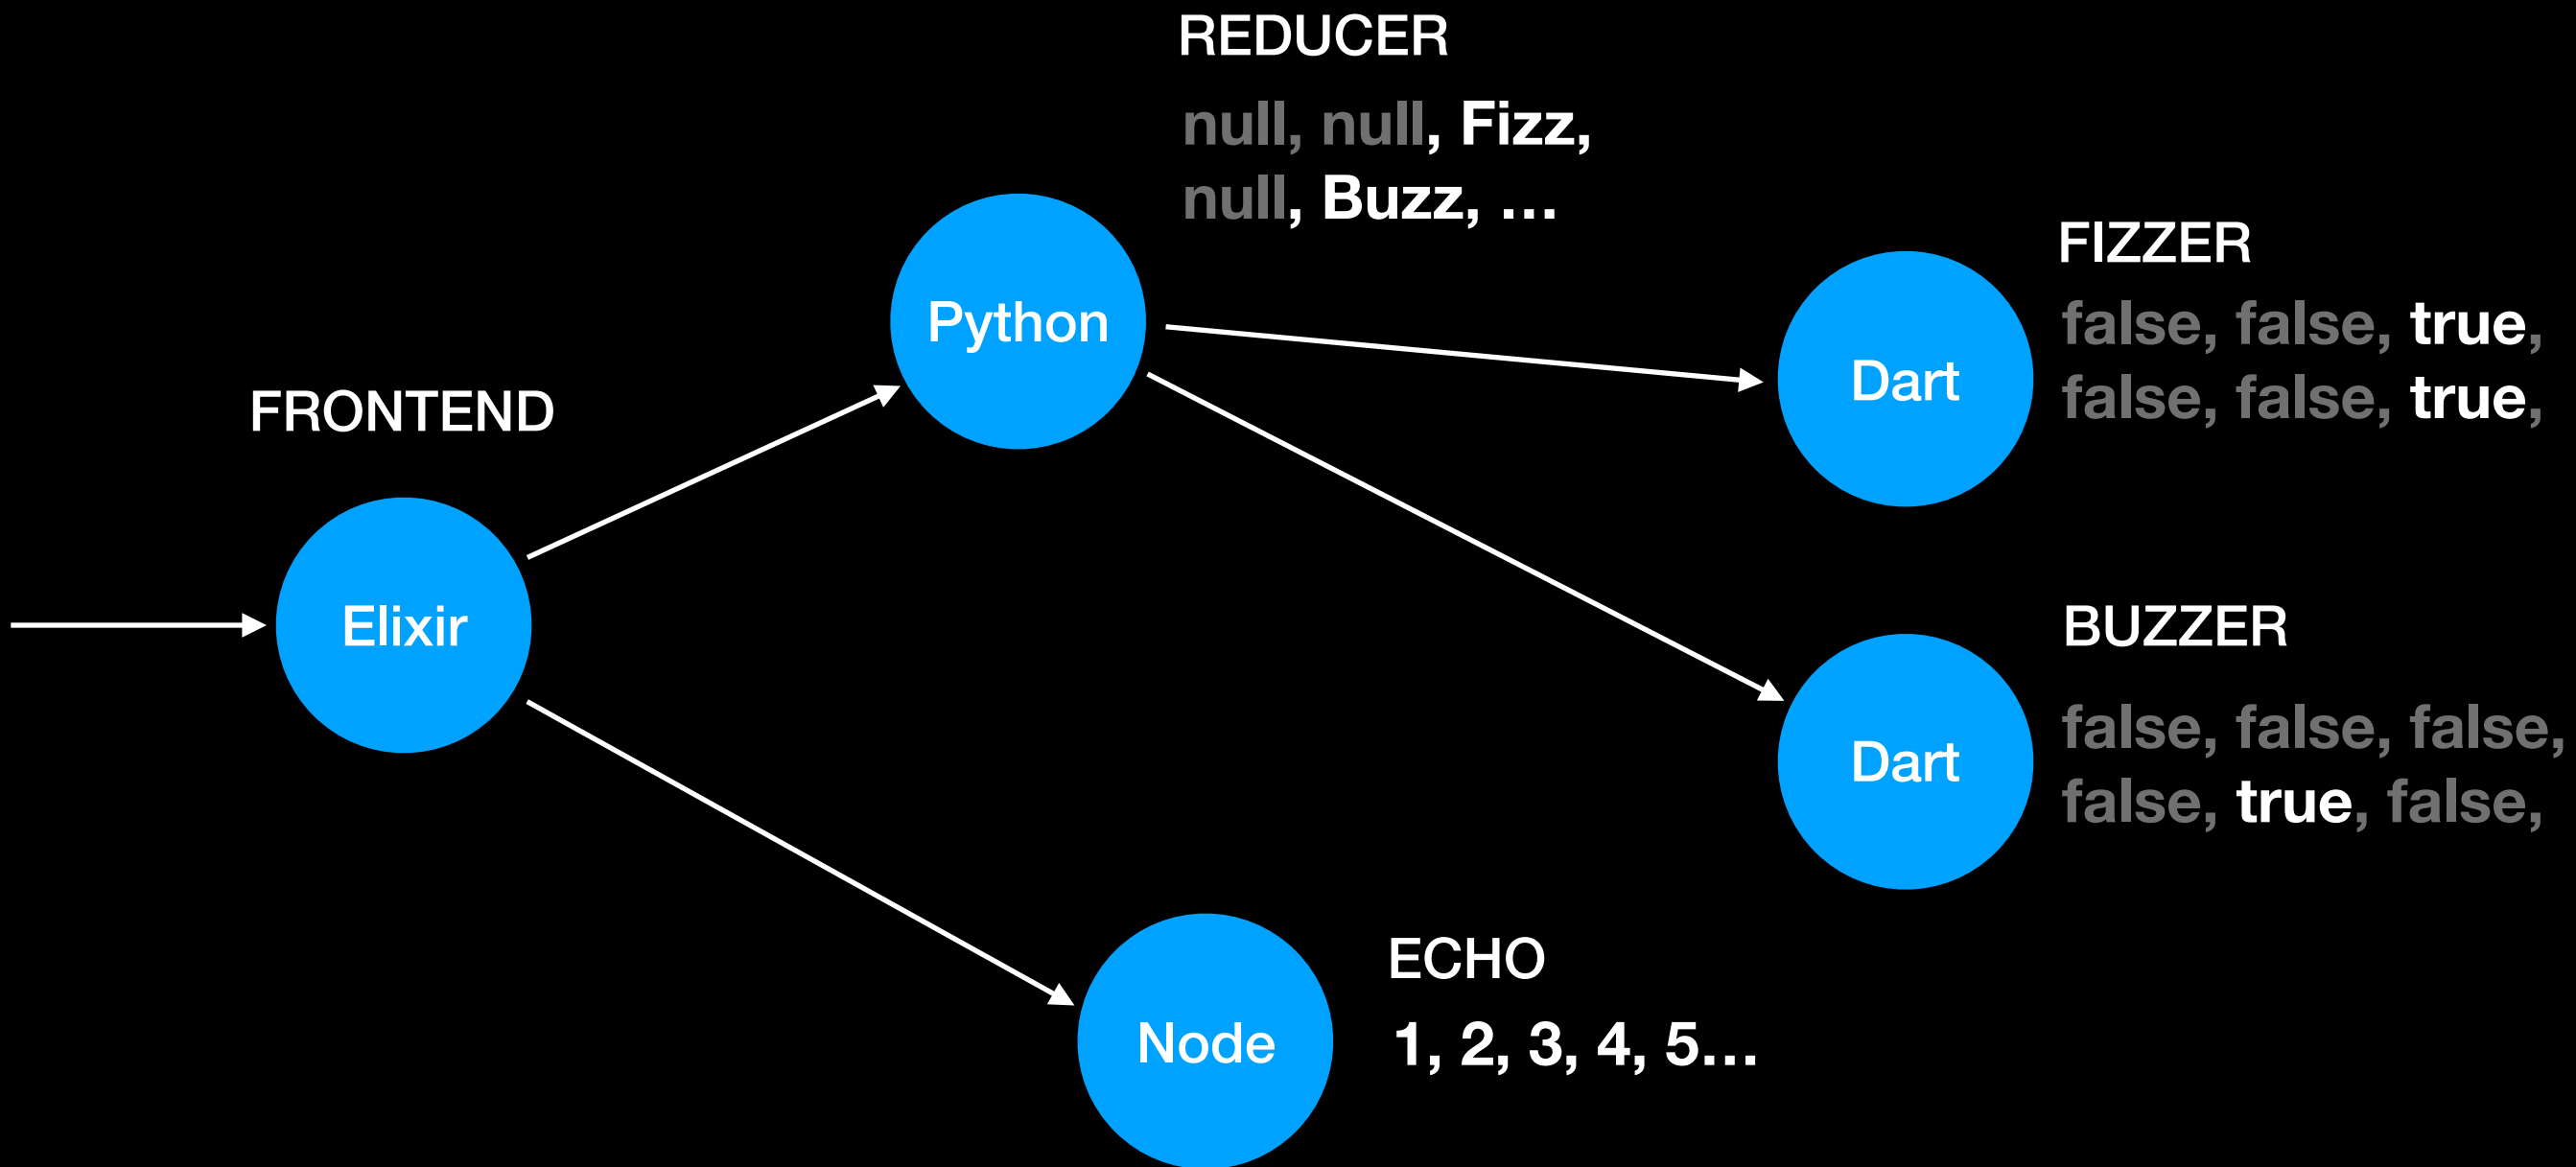 REDUCER
null, null, Fizz,
null, Buzz, …
Python
FIZZER
false, false, true,
false, false, true,
Dart
FRONTEND
Elixir
BUZZER
false, false, false,
false, true, false,
Dart
ECHO
1, 2, 3, 4, 5…
Node